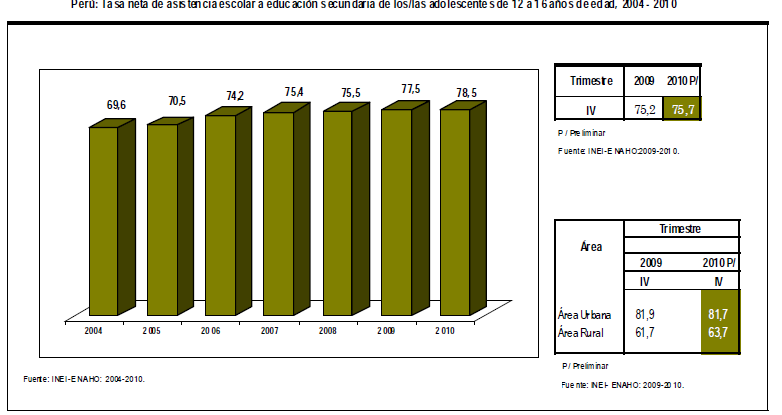 Perú: Tasa neta de asistencia escolar a educación secundaria de los/las adolescentes de 12 a 16 años de edad, 2004 - 2010
69,6
70,5
74,2
75,4
75,5
77,5
78,5
2004
2005
2006
2007
2008
2009
2010
Fuente: INEI-ENAHO: 2004-2010.
Trimestre 2009 2010 P/
IV 75,2 75,7
P / Preliminar
Fuente: INEI-ENAHO:2009-2010.
Trimestre
Área
2009 2010 P/
IV IV
Área Urbana 81,9 81,7
Área Rural 61,7 63,7
P/ Preliminar
Fuente: INEI- ENAHO: 2009-2010.